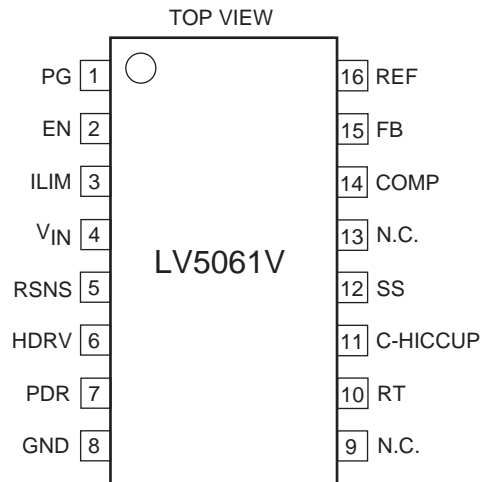 TOP VIEW
PG 1
16 REF
EN 2
15 FB
ILIM 3
14 COMP
VIN 4
13 N.C.
LV5061V
RSNS 5
12 SS
HDRV 6
11 C-HICCUP
PDR 7
10 RT
GND 8
9 N.C.